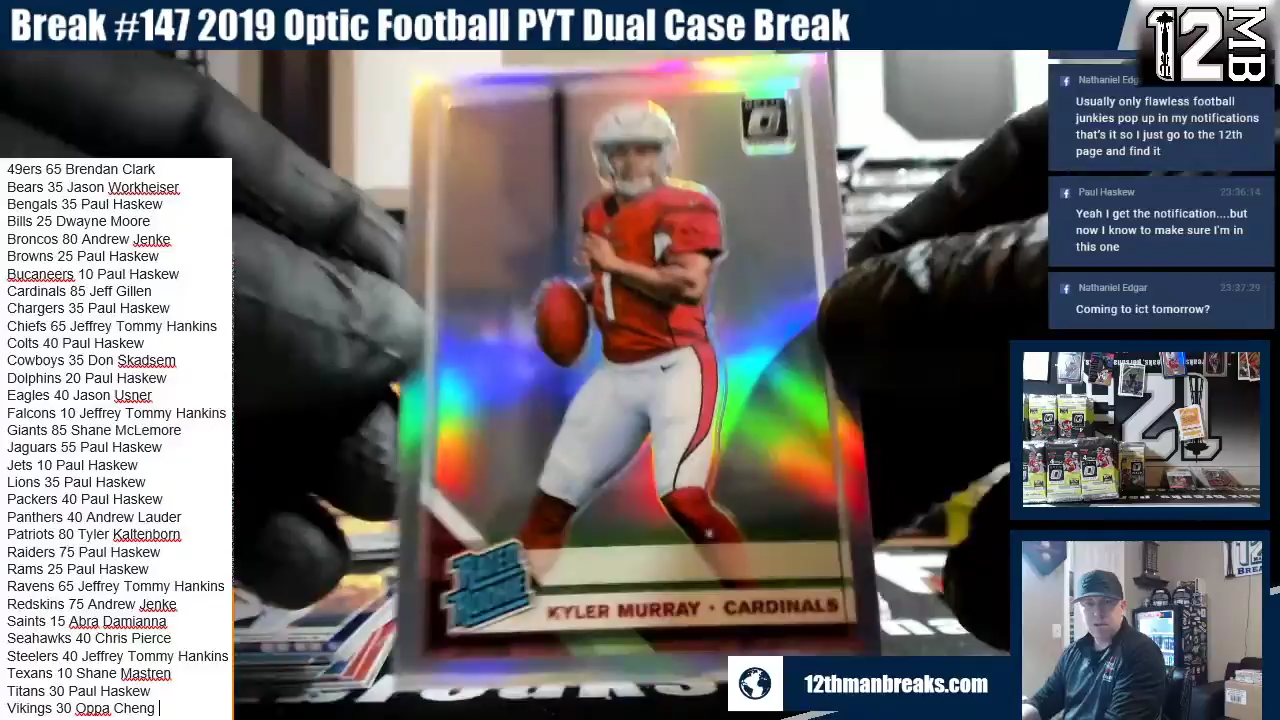 Break #147 2019 Optic Football PYT Dual Case Break
12
MB
49ers 65 Brendan Clark
Bears 35 Jason Workheiser
Bengals 35 Paul Haskew
Bills 25 Dwayne Moore
Broncos 80 Andrew Jenke
Browns 25 Paul Haskew
Bucaneers 10 Paul Haskew
Cardinals 85 Jeff Gillen
Chargers 35 Paul Haskew
Chiefs 65 Jeffrey Tommy Hankins
Colts 40 Paul Haskew
Cowboys 35 Don Skadsem
Dolphins 20 Paul Haskew
Eagles 40 Jason Usner
Falcons 10 Jeffrey Tommy Hankins
Giants 85 Shane McLemore
Jaguars 55 Paul Haskew
Jets 10 Paul Haskew
Lions 35 Paul Haskew
Packers 40 Paul Haskew
Panthers 40 Andrew Lauder
Patriots 80 Tyler Kaltenborn
Raiders 75 Paul Haskew
Rams 25 Paul Haskew
Ravens 65 Jeffrey Tommy Hankins
Redskins 75 Andrew Jenke
Saints 15 Abra Damianna
Seahawks 40 Chris Pierce
Steelers 40 Jeffrey Tommy Hankins
Texans 10 Shane Mastren
Titans 30 Paul Haskew
Vikings 30 Oppa Cheng
KYLER MURRAY · CARDINALS
Nathaniel Edg
Usually only flawless football
junkies pop up in my notifications
that's it so I just go to the 12th
page and find it
Paul Haskew 23:36:14
Yeah I get the notification....but
now I know to make sure I'm in
this one
Nathaniel Edgar 23:37:29
Coming to ict tomorrow?
12thmanbreaks.com